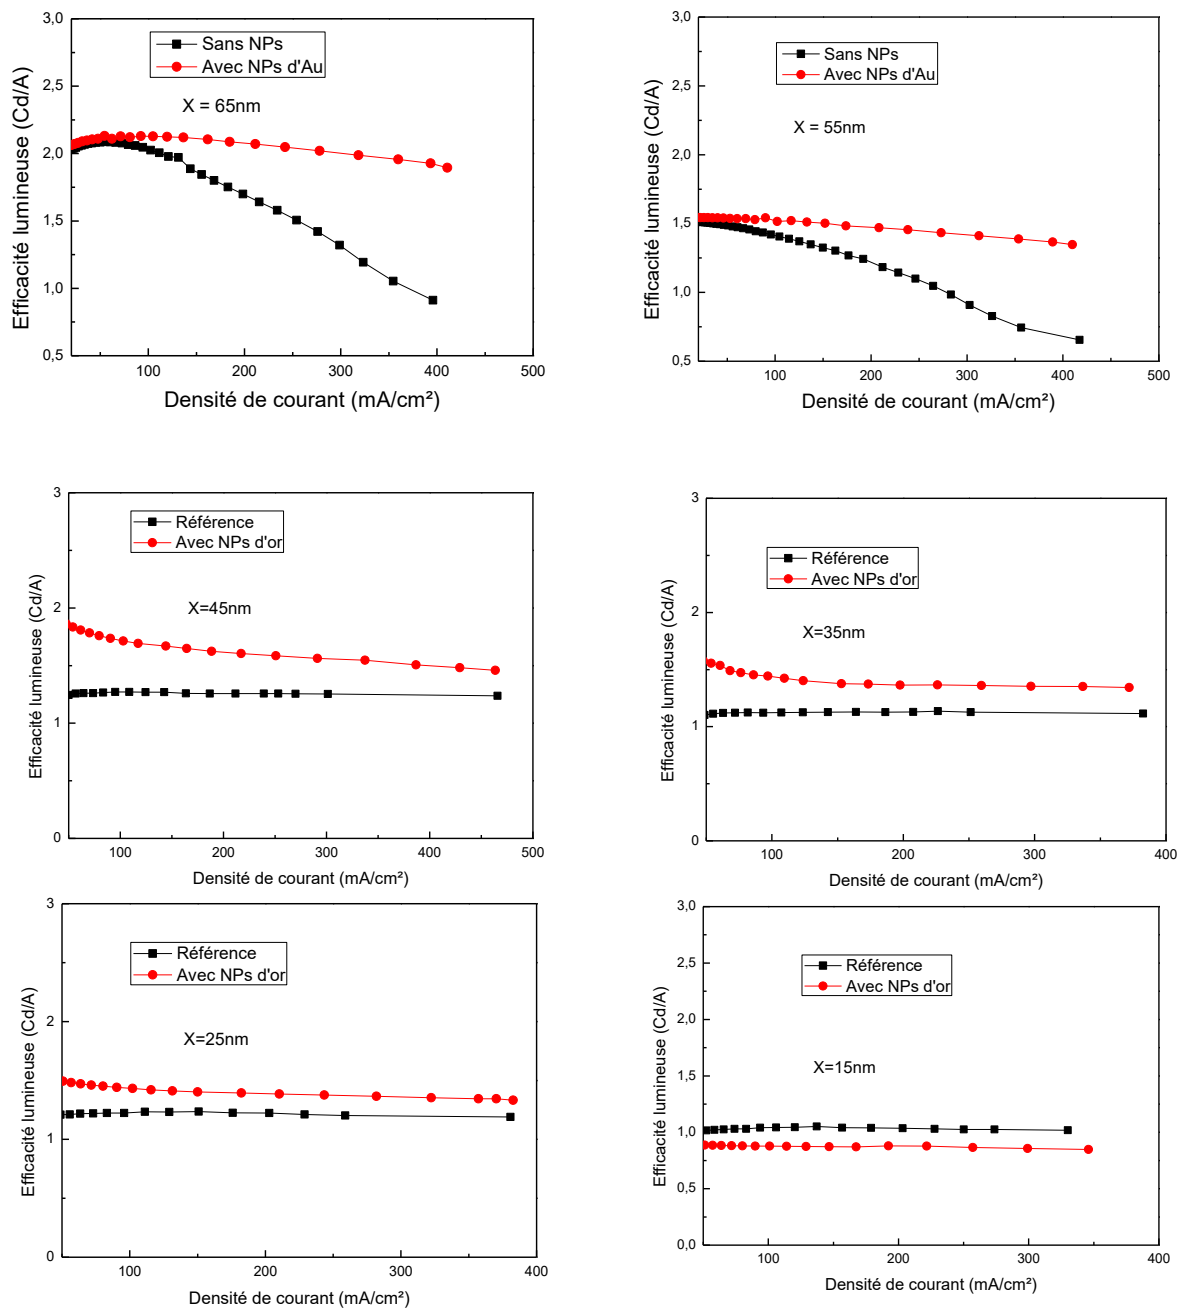 3,0
2,5
2,0
1,5
1,0
0,5
100
200
300
400
500
Efficacité lumineuse (Cd/A)
Densité de courant (mA/cm²)
Sans NPs
Avec NPs d'Au
X = 65nm
3,0
2,5
2,0
1,5
1,0
0,5
100
200
300
400
500
Efficacité lumineuse (Cd/A)
Densité de courant (mA/cm²)
Sans NPs
Avec NPs d'Au
X = 55nm
3
2
1
0
100
200
300
400
500
Efficacité lumineuse (Cd/A)
Densité de courant (mA/cm²)
Référence
Avec NPs d'or
X=45nm
3
2
1
0
100
200
300
400
Efficacité lumineuse (Cd/A)
Densité de courant (mA/cm²)
Référence
Avec NPs d'or
X=35nm
3
2
1
0
100
200
300
400
Efficacité lumineuse (Cd/A)
Densité de courant (mA/cm²)
Référence
Avec NPs d'or
X=25nm
3,0
2,5
2,0
1,5
1,0
0,5
0,0
100
200
300
400
Efficacité lumineuse (Cd/A)
Densité de courant (mA/cm²)
Référence
Avec NPs d'or
X=15nm